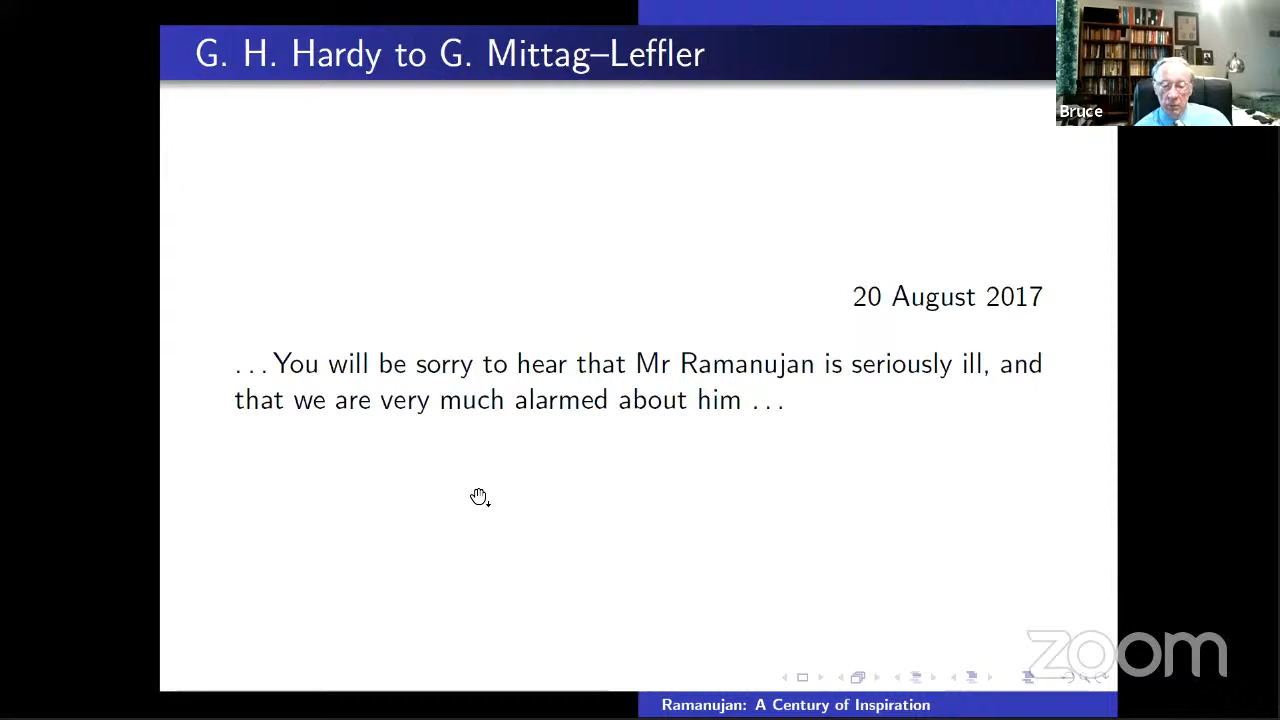 G. H. Hardy to G. Mittag–Leffler
Bruce
20 August 2017
...You will be sorry to hear that Mr Ramanujan is seriously ill, and
that we are very much alarmed about him ...
zoom
Ramanujan: A Century of Inspiration